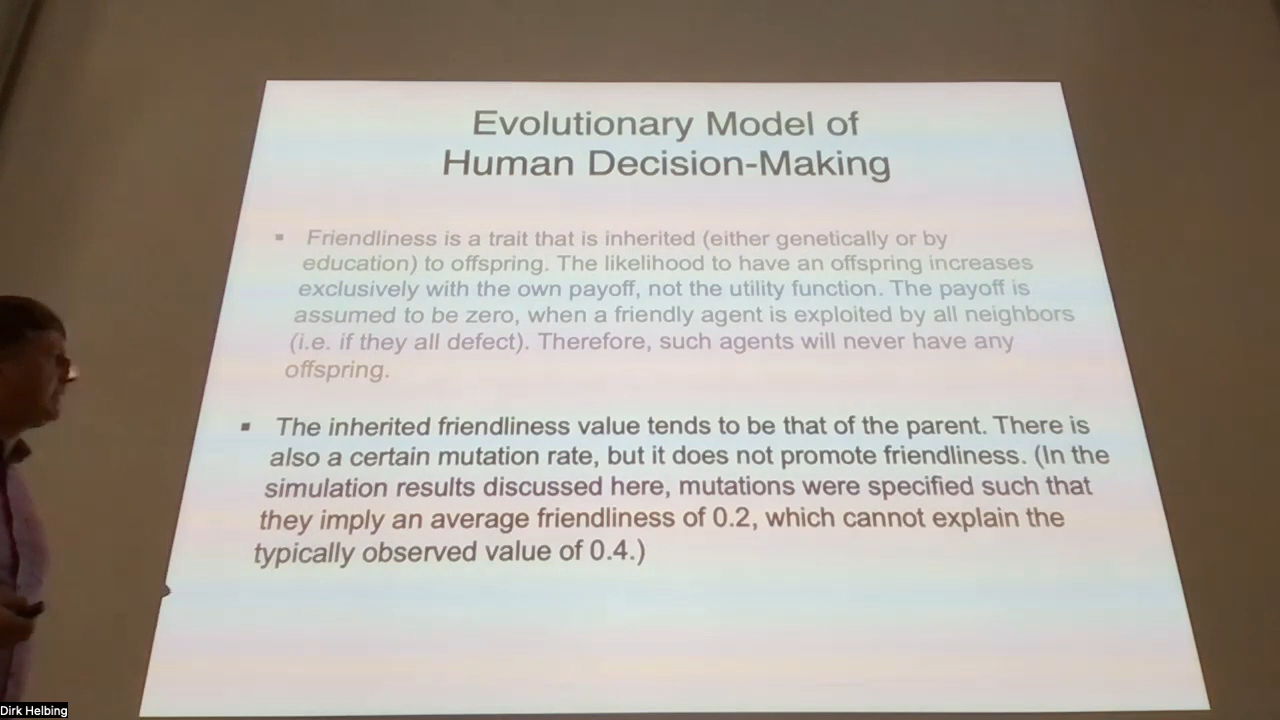 Evolutionary Model of
Human Decision-Making
▪ Friendliness is a trait that is inherited (either genetically or by
education) to offspring. The likelihood to have an offspring increases
exclusively with the own payoff, not the utility function. The payoff is
assumed to be zero, when a friendly agent is exploited by all neighbors
(i.e. if they all defect). Therefore, such agents will never have any
offspring.
▪ The inherited friendliness value tends to be that of the parent. There is
also a certain mutation rate, but it does not promote friendliness. (In the
simulation results discussed here, mutations were specified such that
they imply an average friendliness of 0.2, which cannot explain the
typically observed value of 0.4.)
Dirk Helbing